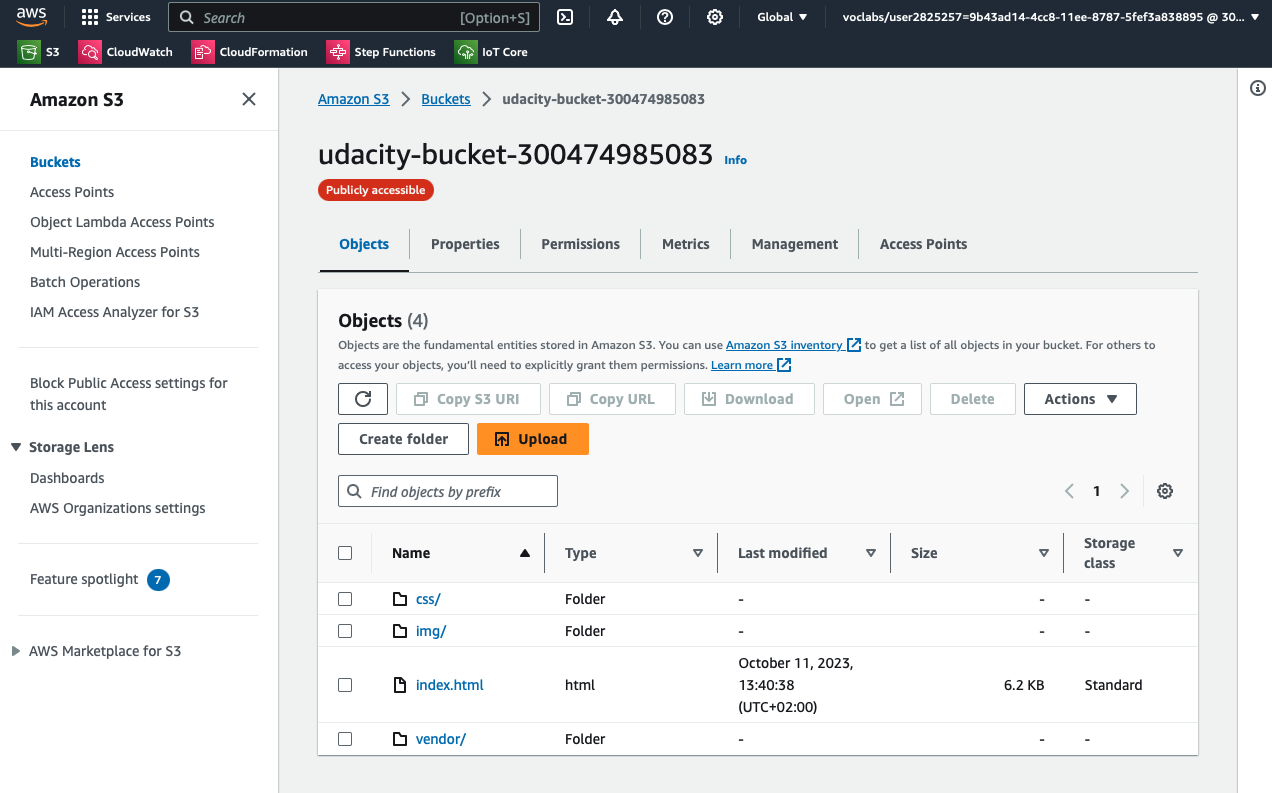 aws
Services
Search
[Option+S]
Global
voclabs/user2825257=9b43ad14-4cc8-11ee-8787-5fef3a838895 @ 30...
S3
CloudWatch
CloudFormation
Step Functions
IoT Core
Amazon S3
Buckets
Access Points
Object Lambda Access Points
Multi-Region Access Points
Batch Operations
IAM Access Analyzer for S3
Block Public Access settings for
this account
Storage Lens
Dashboards
AWS Organizations settings
Feature spotlight 7
AWS Marketplace for S3
Amazon S3 > Buckets > udacity-bucket-300474985083
udacity-bucket-300474985083 Info
Publicly accessible
Objects
Properties
Permissions
Metrics
Management
Access Points
Objects (4)
Objects are the fundamental entities stored in Amazon S3. You can use Amazon S3 inventory to get a list of all objects in your bucket. For others to
access your objects, you'll need to explicitly grant them permissions. Learn more
Copy S3 URI
Copy URL
Download
Open
Delete
Actions
Create folder
Upload
Find objects by prefix
1
Name
Type
Last modified
Size
Storage
class
css/ Folder - - -
img/ Folder - - -
index.html html October 11, 2023,
13:40:38
(UTC+02:00) 6.2 KB Standard
vendor/ Folder - - -